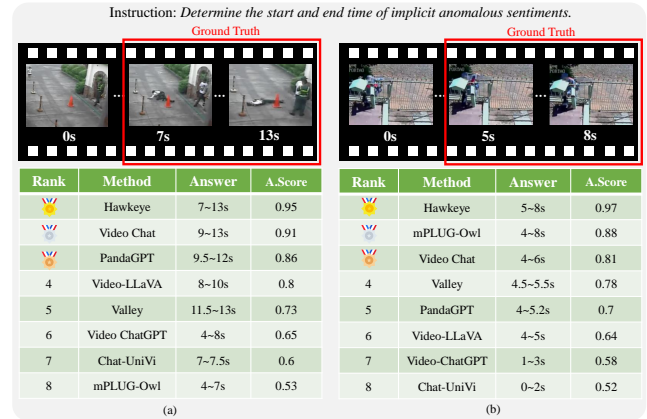 Instruction: Determine the start and end time of implicit anomalous sentiments.
Ground Truth
0s ... 7s ... 13s
Rank Method Answer A.Score
Hawkeye 7~13s 0.95
Video Chat 9~13s 0.91
PandaGPT 9.5~12s 0.86
4 Video-LLaVA 8~10s 0.8
5 Valley 11.5~13s 0.73
6 Video ChatGPT 4~8s 0.65
7 Chat-UniVi 7~7.5s 0.6
8 mPLUG-Owl 4~7s 0.53
(a)
Ground Truth
0s ... 5s ... 8s
Rank Method Answer A.Score
Hawkeye 5~8s 0.97
mPLUG-Owl 4~8s 0.88
Video Chat 4~6s 0.81
4 Valley 4.5~5.5s 0.78
5 PandaGPT 4~5.2s 0.7
6 Video-LLaVA 4~5s 0.64
7 Video-ChatGPT 1~3s 0.58
8 Chat-UniVi 0~2s 0.52
(b)